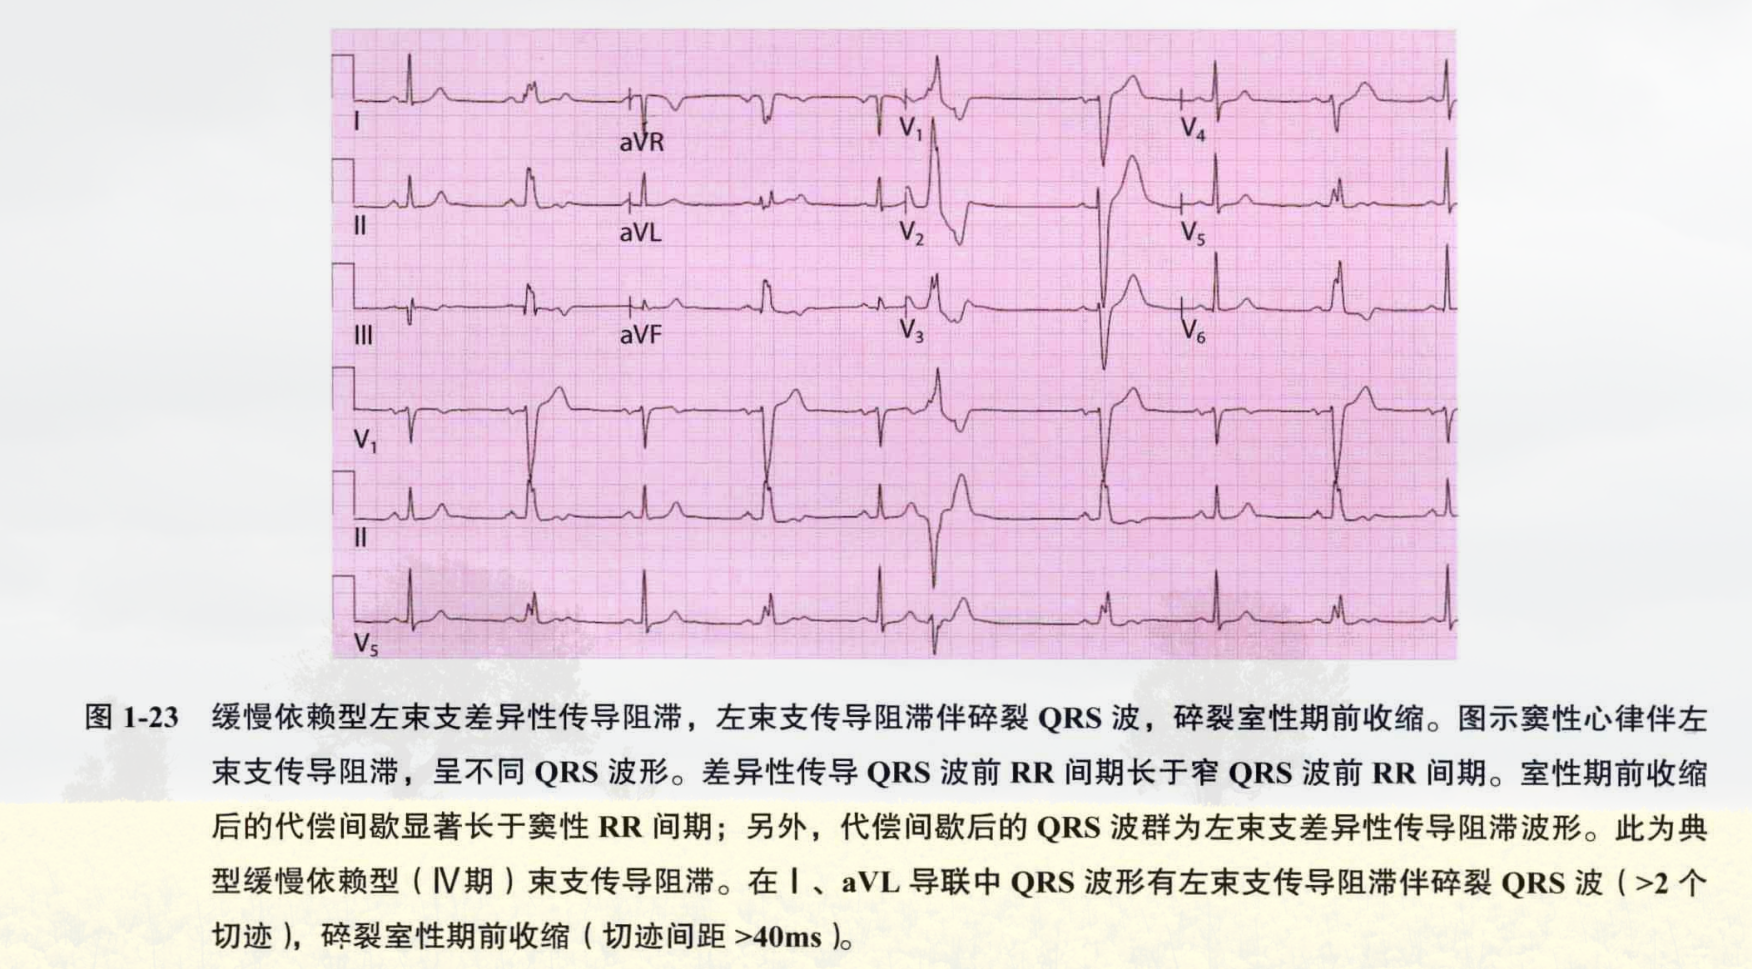 I aVR V₁ V₄
II aVL V₂ V₅
III aVF V₃ V₆
V₁
II
V₅
图 1-23 缓慢依赖型左束支差异性传导阻滞，左束支传导阻滞伴碎裂 QRS 波，碎裂室性期前收缩。图示窦性心律伴左
束支传导阻滞，呈不同 QRS 波形。差异性传导 QRS 波前 RR 间期长于窄 QRS 波前 RR 间期。室性期前收缩
后的代偿间歇显著长于窦性 RR 间期；另外，代偿间歇后的 QRS 波群为左束支差异性传导阻滞波形。此为典
型缓慢依赖型（Ⅳ期）束支传导阻滞。在Ⅰ、aVL 导联中 QRS 波形有左束支传导阻滞伴碎裂 QRS 波（>2 个
切迹），碎裂室性期前收缩（切迹间距 >40ms）。